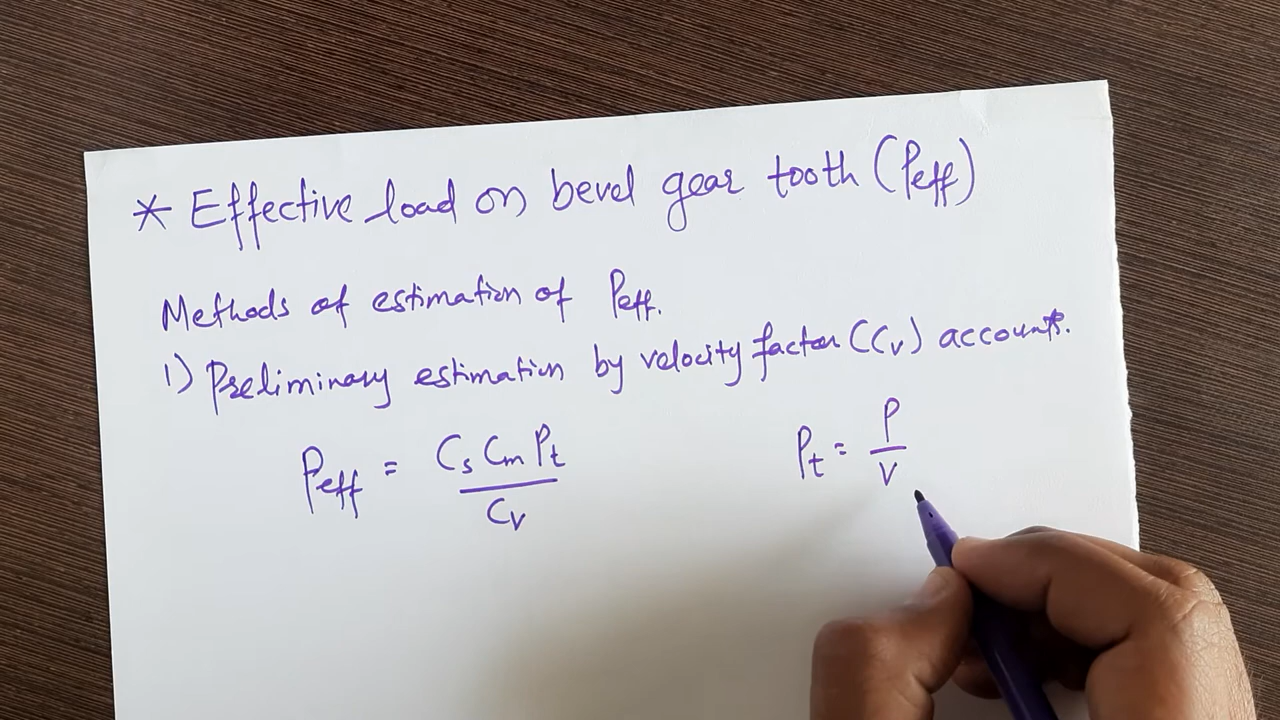 * Effective load on bevel gear tooth (Peff)
Methods of estimation of Peff.
1) Preliminary estimation by velocity factor (Cv) accounts.
Peff = Cs Cm Pt / Cv
Pt = P / V